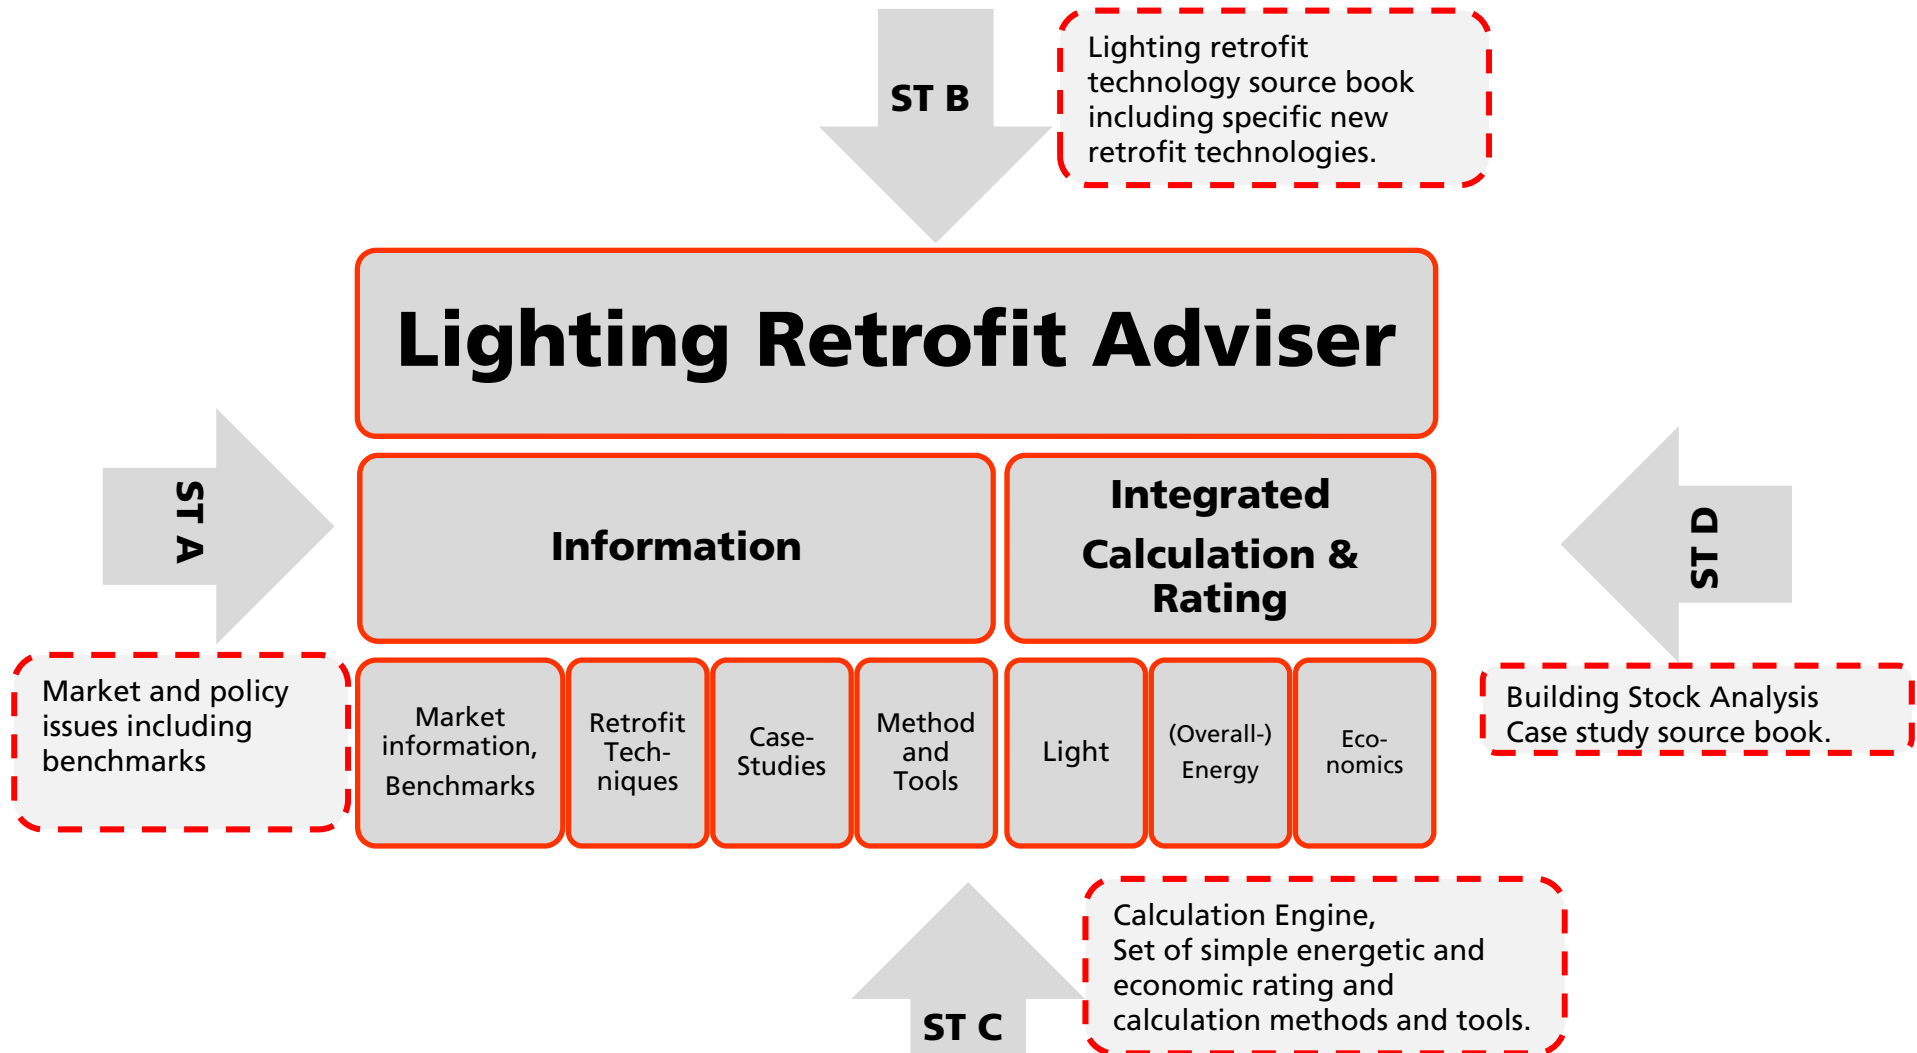 ST B
Lighting retrofit
technology source book
including specific new
retrofit technologies.
Lighting Retrofit Adviser
ST A
Information
Integrated
Calculation &
Rating
ST D
Market and policy
issues including
benchmarks
Market
information,
Benchmarks
Retrofit
Tech-
niques
Case-
Studies
Method
and
Tools
Light
(Overall-)
Energy
Eco-
nomics
Building Stock Analysis
Case study source book.
ST C
Calculation Engine,
Set of simple energetic and
economic rating and
calculation methods and tools.